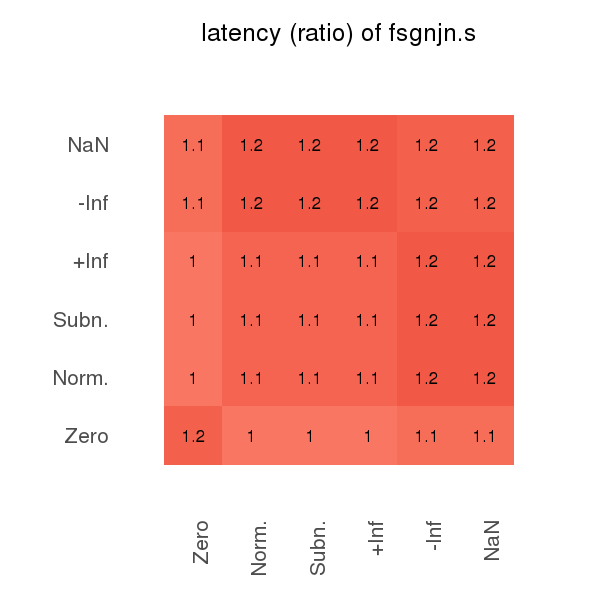 latency (ratio) of fsgnjn.s
NaN 1.1 1.2 1.2 1.2 1.2 1.2
-Inf 1.1 1.2 1.2 1.2 1.2 1.2
+Inf 1 1.1 1.1 1.1 1.2 1.2
Subn. 1 1.1 1.1 1.1 1.2 1.2
Norm. 1 1.1 1.1 1.1 1.2 1.2
Zero 1.2 1 1 1 1.1 1.1
Zero Norm. Subn. +Inf -Inf NaN